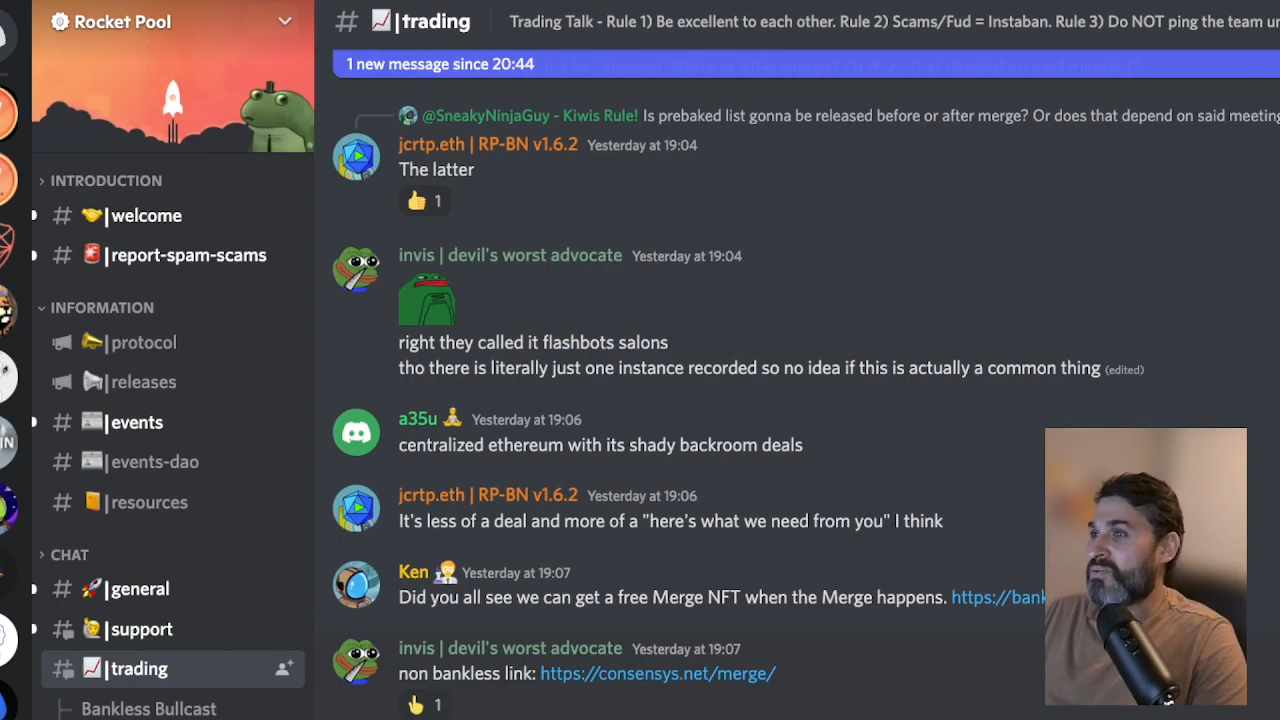 Rocket Pool
INTRODUCTION
# |welcome
# |report-spam-scams
INFORMATION
|protocol
|releases
# |events
# |events-dao
# |resources
CHAT
# |general
# |support
# |trading
Bankless Bullcast
IN
# |trading
Trading Talk - Rule 1) Be excellent to each other. Rule 2) Scams/Fud = Instaban. Rule 3) Do NOT ping the team
1 new message since 20:44
@SneakyNinjaGuy - Kiwis Rule! Is prebaked list gonna be released before or after merge? Or does that depend on said meeting
jcrtp.eth | RP-BN v1.6.2 Yesterday at 19:04
The latter
👍 1
invis | devil's worst advocate Yesterday at 19:04
right they called it flashbots salons
tho there is literally just one instance recorded so no idea if this is actually a common thing (edited)
a35u Yesterday at 19:06
centralized ethereum with its shady backroom deals
jcrtp.eth | RP-BN v1.6.2 Yesterday at 19:06
It's less of a deal and more of a "here's what we need from you" I think
Ken Yesterday at 19:07
Did you all see we can get a free Merge NFT when the Merge happens. https://bank
invis | devil's worst advocate Yesterday at 19:07
non bankless link: https://consensys.net/merge/
👆 1